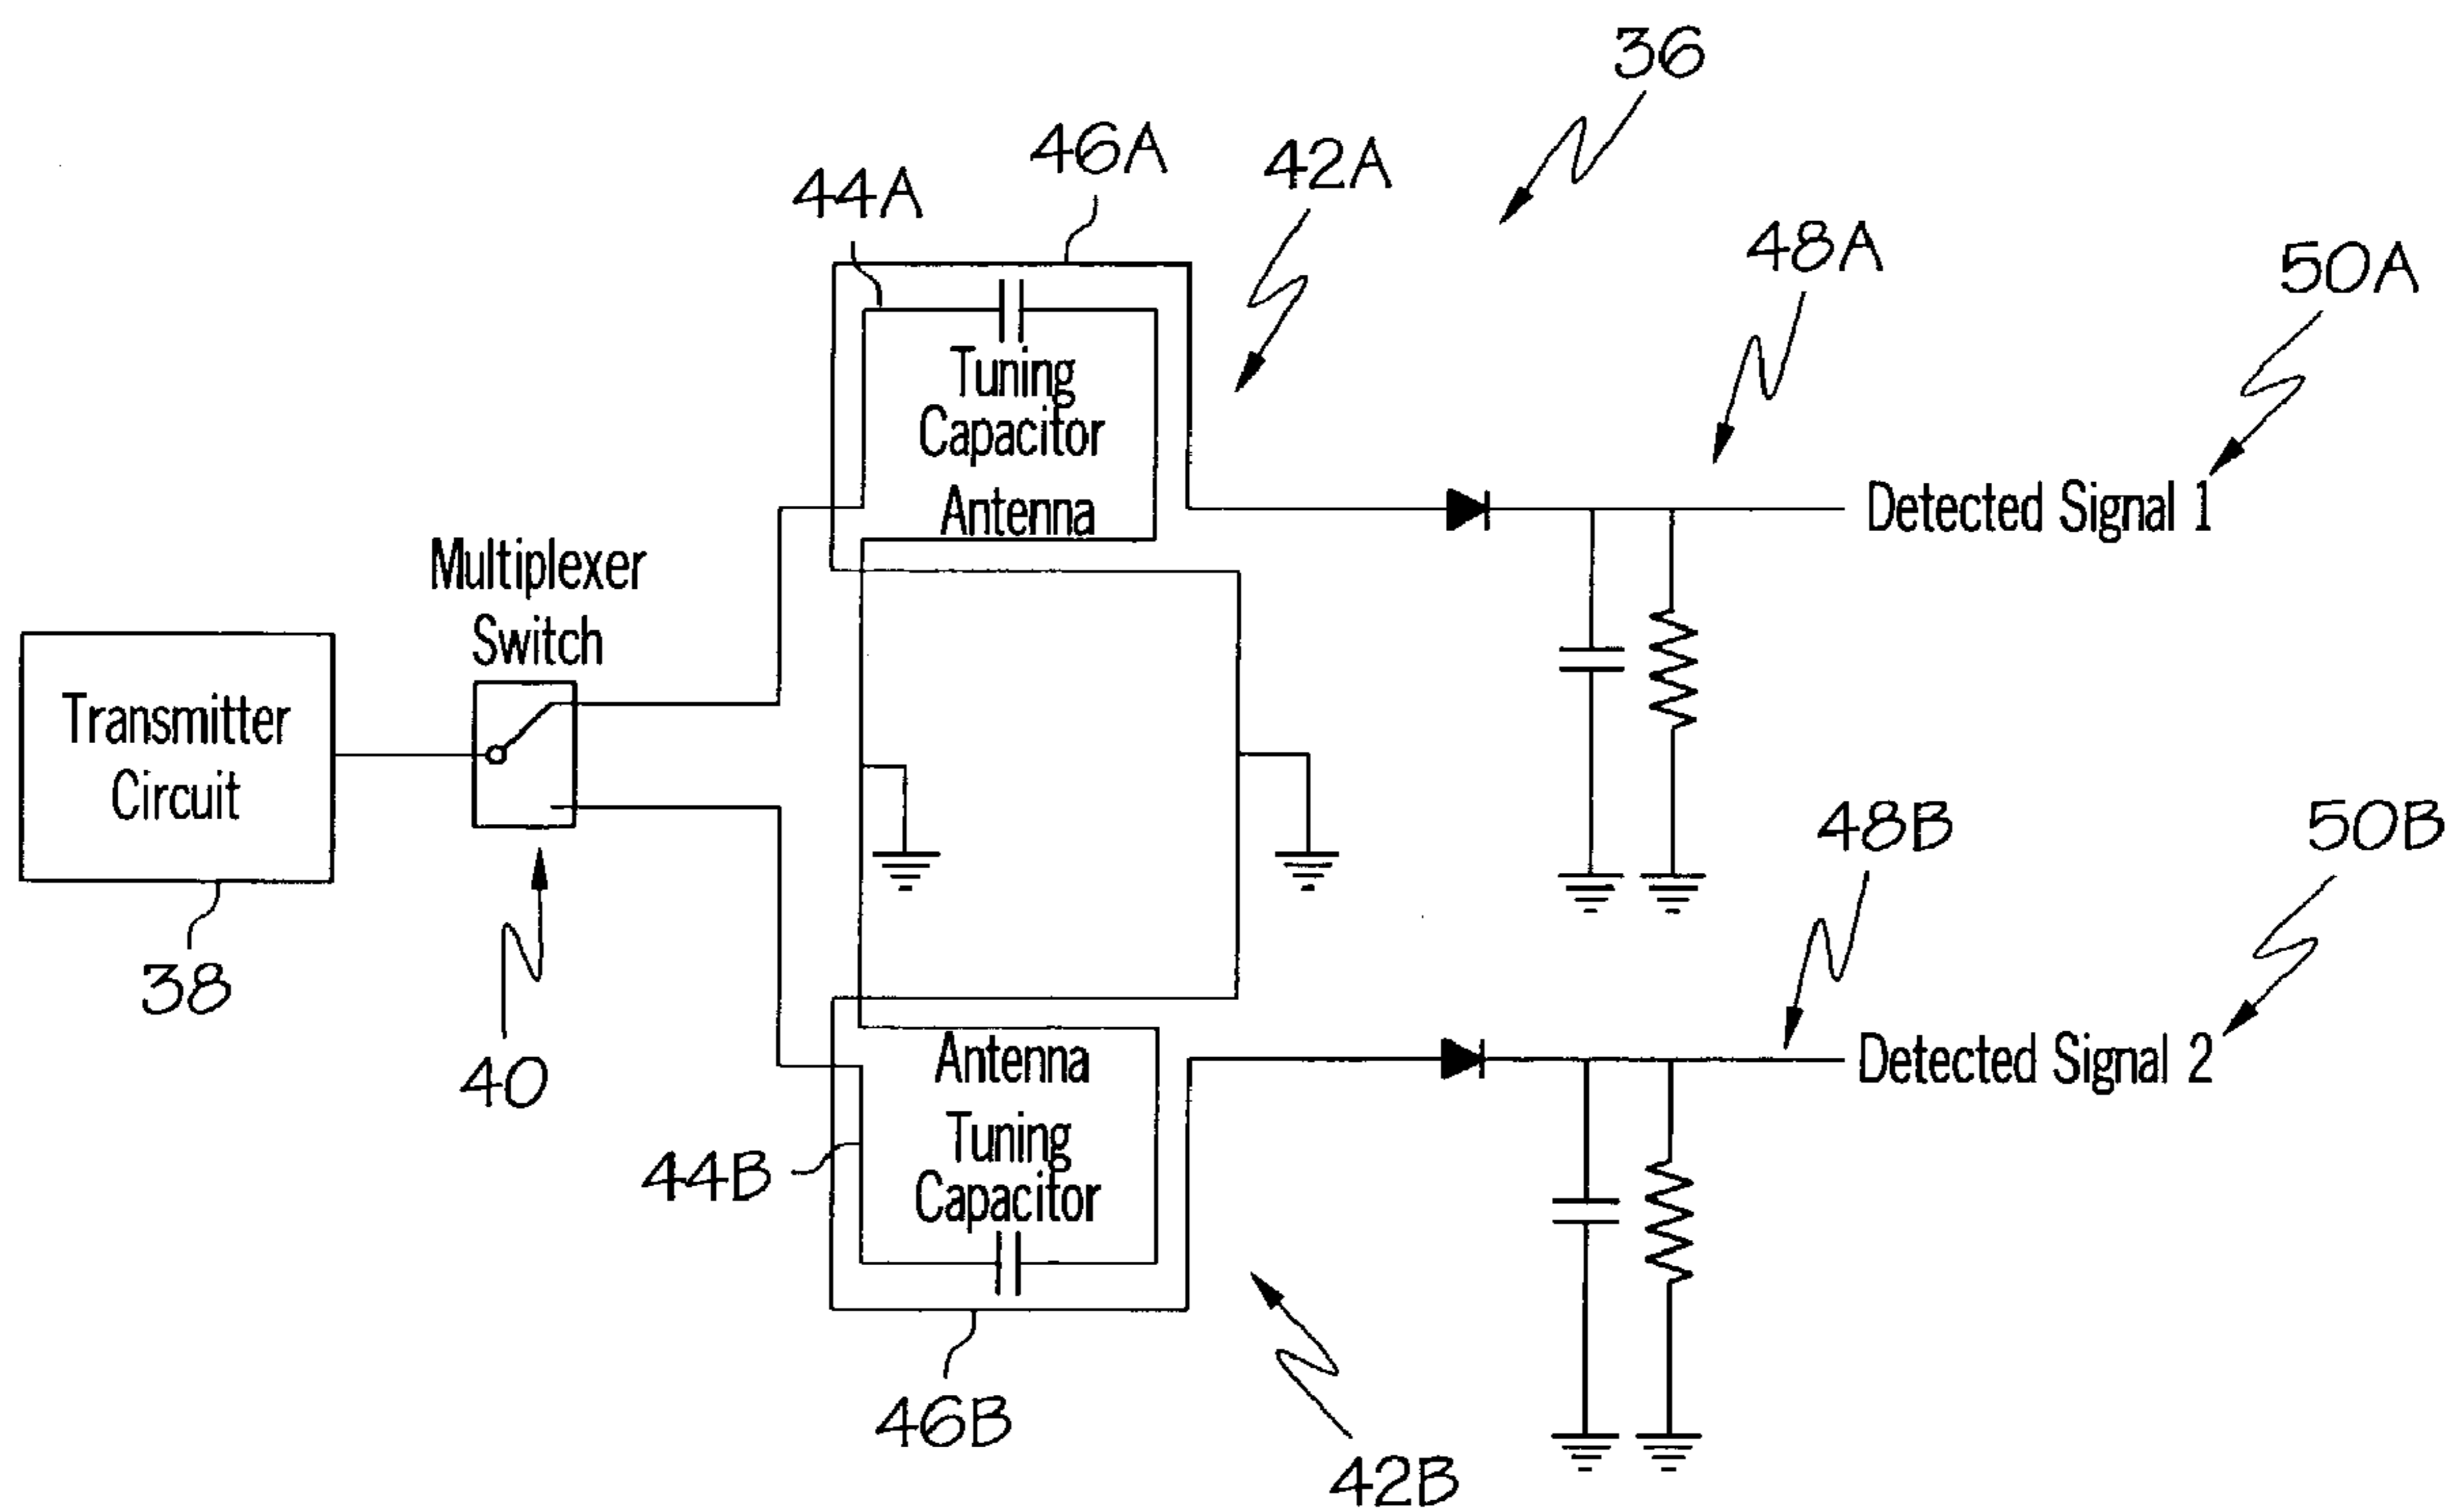 36
46A
42A
44A
48A
50A
Tuning
Capacitor
Antenna
Detected Signal 1
Multiplexer
Switch
Transmitter
Circuit
38
40
48B
50B
Antenna
Tuning
Capacitor
Detected Signal 2
44B
46B
42B